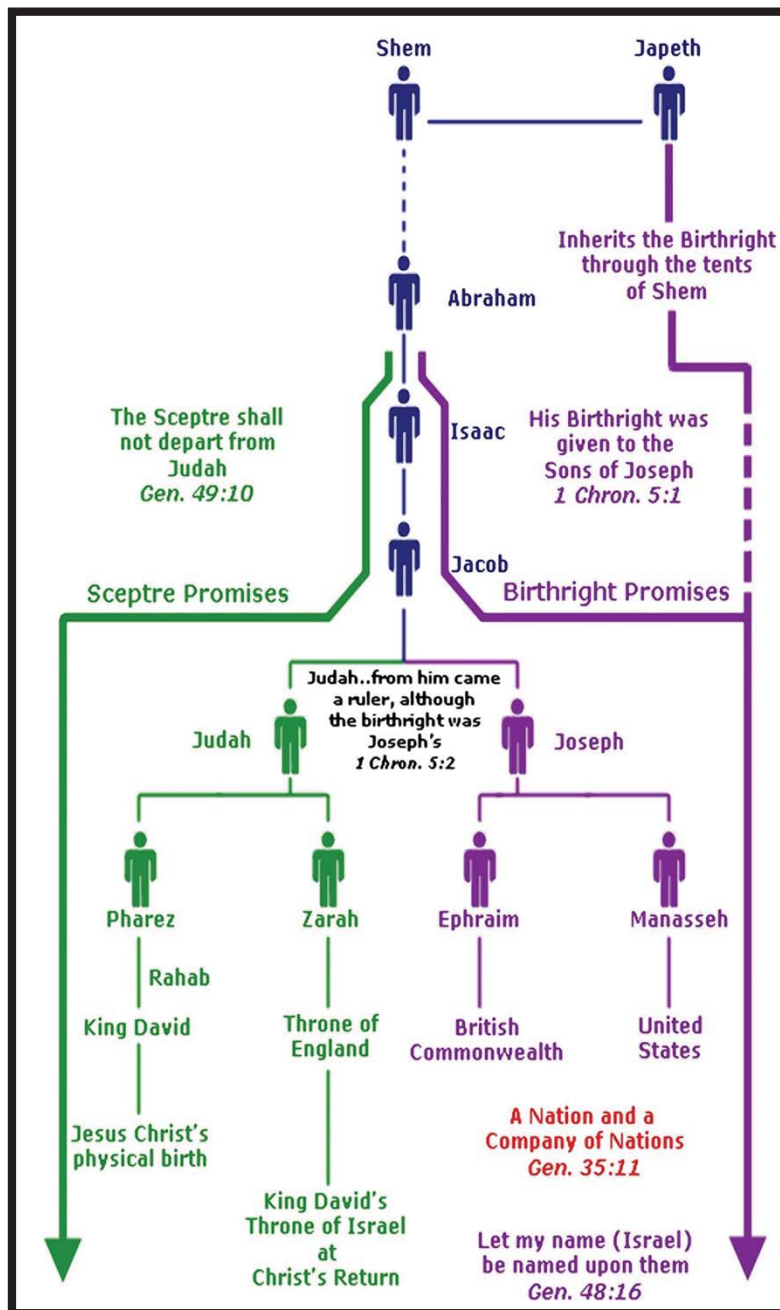 Shem
Japeth
Inherits the Birthright
through the tents
of Shem
Abraham
The Sceptre shall
not depart from
Judah
Gen. 49:10
Isaac
His Birthright was
given to the
Sons of Joseph
1 Chron. 5:1
Jacob
Sceptre Promises
Birthright Promises
Judah..from him came
a ruler, although
the birthright was
Joseph's
1 Chron. 5:2
Judah
Joseph
Pharez
Zarah
Ephraim
Manasseh
Rahab
King David
Throne of
England
British
Commonwealth
United
States
Jesus Christ's
physical birth
A Nation and a
Company of Nations
Gen. 35:11
King David's
Throne of Israel
at
Christ's Return
Let my name (Israel)
be named upon them
Gen. 48:16